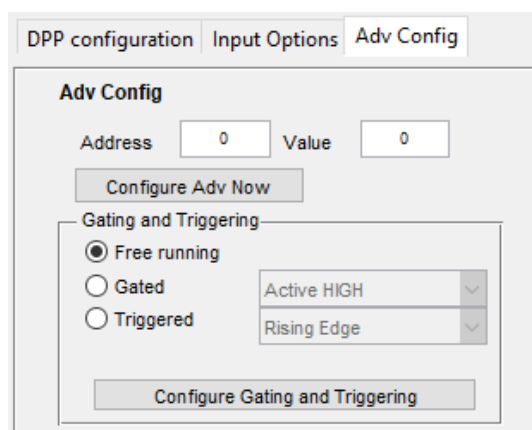 DPP configuration Input Options Adv Config
Adv Config
Address 0 Value 0
Configure Adv Now
Gating and Triggering
Free running
Gated Active HIGH
Triggered Rising Edge
Configure Gating and Triggering